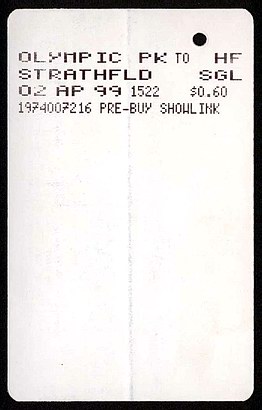 OLYMPIC PK TO HF
STRATHFLD SGL
02 AP 99 1522 $0.60
1974007216 PRE-BUY SHOWLINK